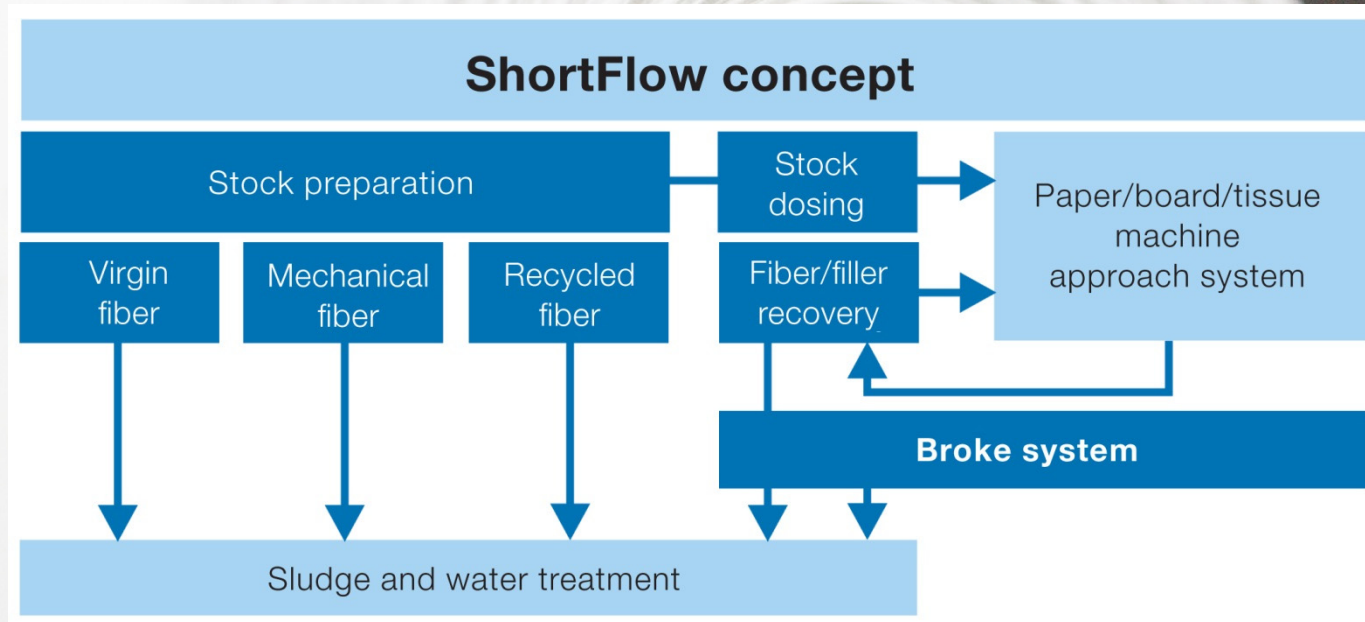 ShortFlow concept
Stock preparation
Stock
dosing
Paper/board/tissue
machine
approach system
Virgin
fiber
Mechanical
fiber
Recycled
fiber
Fiber/filler
recovery
Broke system
Sludge and water treatment